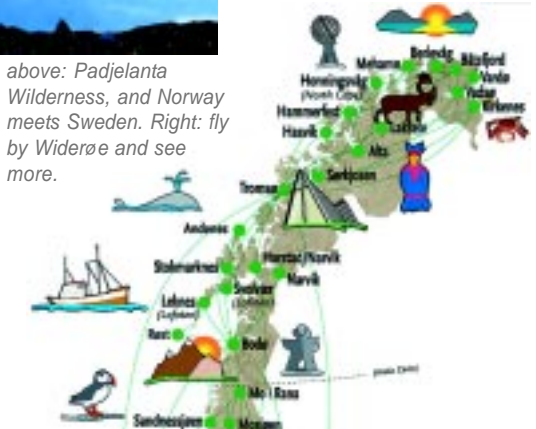 above: Padjelanta
Wilderness, and Norway
meets Sweden. Right: fly
by Widerøe and see
more.
Mehamn
Berlevåg
Båtsfjord
Vardø
Vadsø
Kirkenes
Honningsvåg
(North Cape)
Hammerfest
Hasvik
Lakselv
Alta
Sørkjosen
Tromsø
Andenes
Harstad/Narvik
Stokmarknes
Narvik
Svolvær
(Lofoten)
Leknes
(Lofoten)
Røst
Bodø
Mo i Rana
Sandnessjøen
Mosjøen